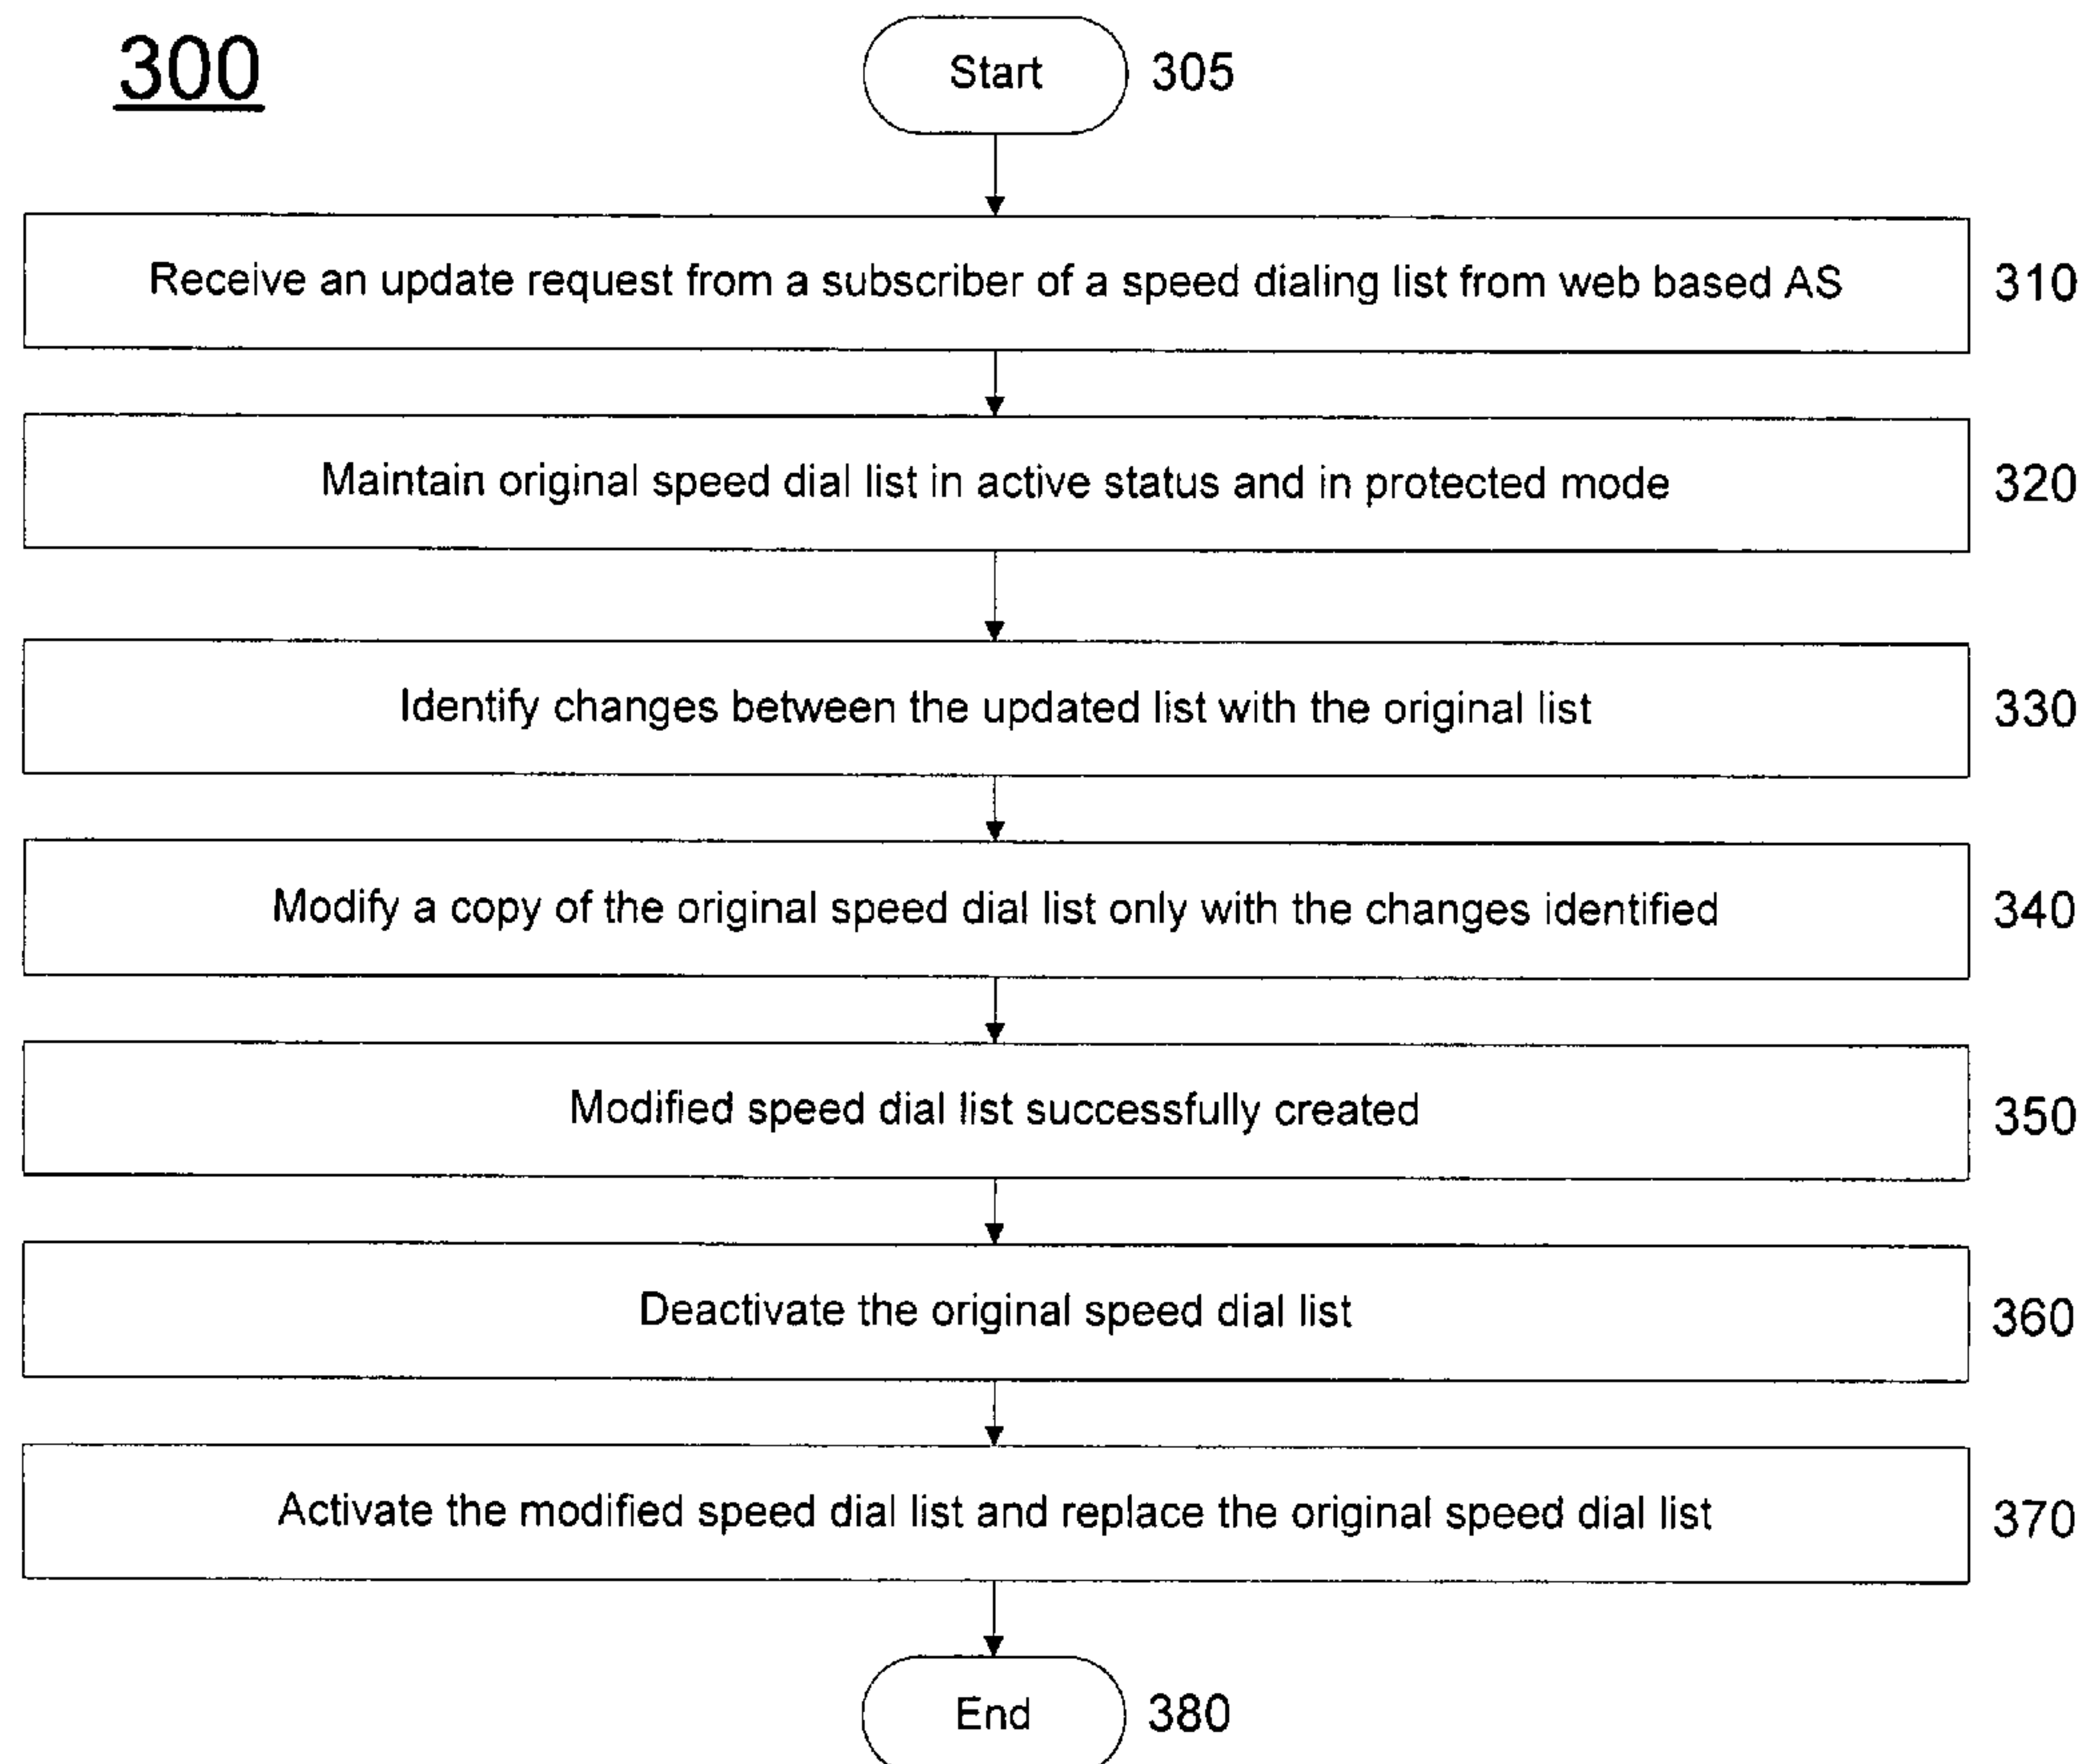 300
Start 305
Receive an update request from a subscriber of a speed dialing list from web based AS 310
Maintain original speed dial list in active status and in protected mode 320
Identify changes between the updated list with the original list 330
Modify a copy of the original speed dial list only with the changes identified 340
Modified speed dial list successfully created 350
Deactivate the original speed dial list 360
Activate the modified speed dial list and replace the original speed dial list 370
End 380